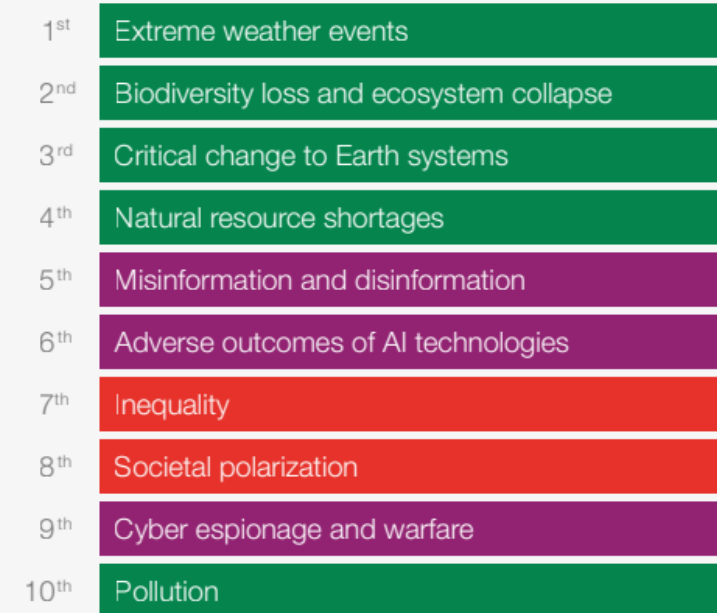 1st Extreme weather events
2nd Biodiversity loss and ecosystem collapse
3rd Critical change to Earth systems
4th Natural resource shortages
5th Misinformation and disinformation
6th Adverse outcomes of AI technologies
7th Inequality
8th Societal polarization
9th Cyber espionage and warfare
10th Pollution